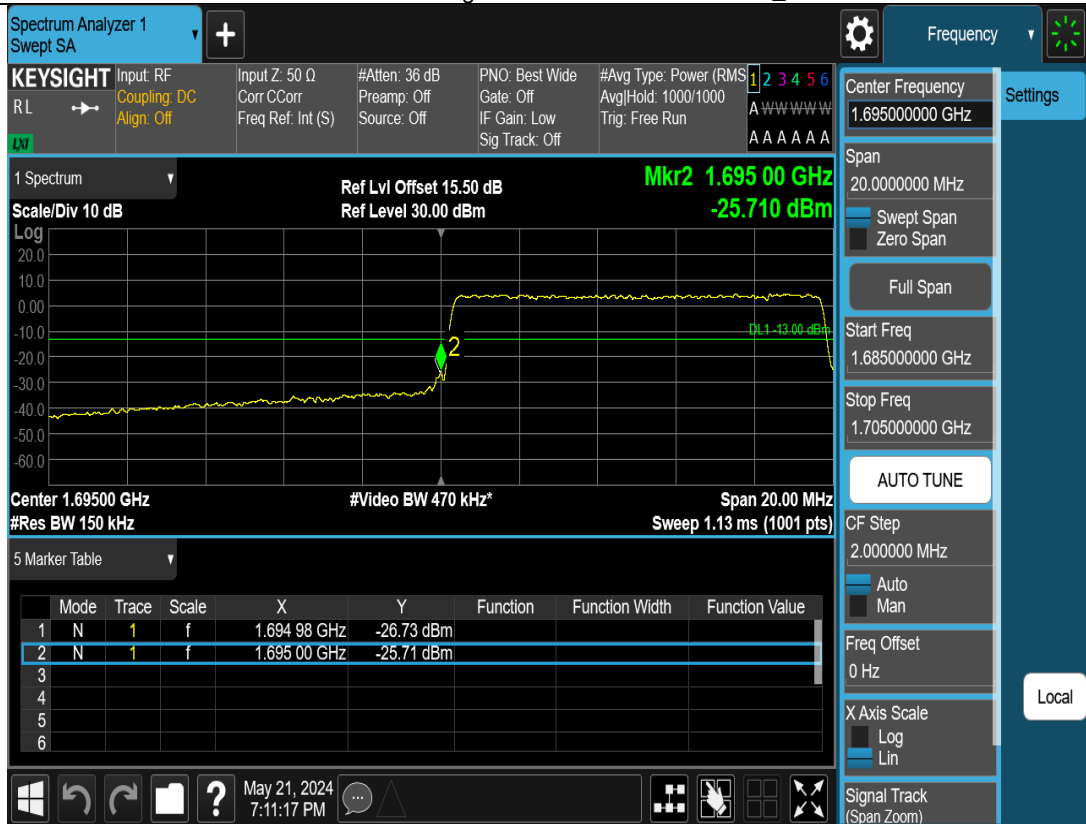 Spectrum Analyzer 1
Swept SA
+
Frequency
KEYSIGHT
RL
LXI
Input: RF
Coupling: DC
Align: Off
Input Z: 50 Ω
Corr CCorr
Freq Ref: Int (S)
#Atten: 36 dB
Preamp: Off
Source: Off
PNO: Best Wide
Gate: Off
IF Gain: Low
Sig Track: Off
#Avg Type: Power (RMS
Avg|Hold: 1000/1000
Trig: Free Run
1 2 3 4 5 6
A W W W W W
A A A A A A
1 Spectrum
Scale/Div 10 dB
Ref Lvl Offset 15.50 dB
Ref Level 30.00 dBm
Mkr2 1.695 00 GHz
-25.710 dBm
Log
20.0
10.0
0.00
-10.0
-20.0
-30.0
-40.0
-50.0
-60.0
DL1 -13.00 dBm
2
Center 1.69500 GHz
#Res BW 150 kHz
#Video BW 470 kHz*
Span 20.00 MHz
Sweep 1.13 ms (1001 pts)
5 Marker Table
Mode Trace Scale X Y Function Function Width Function Value
1 N 1 f 1.694 98 GHz -26.73 dBm
2 N 1 f 1.695 00 GHz -25.71 dBm
3
4
5
6
?
May 21, 2024
7:11:17 PM
Center Frequency
1.695000000 GHz
Span
20.0000000 MHz
Swept Span
Zero Span
Full Span
Start Freq
1.685000000 GHz
Stop Freq
1.705000000 GHz
AUTO TUNE
CF Step
2.000000 MHz
Auto
Man
Freq Offset
0 Hz
X Axis Scale
Log
Lin
Signal Track
(Span Zoom)
Settings
Local